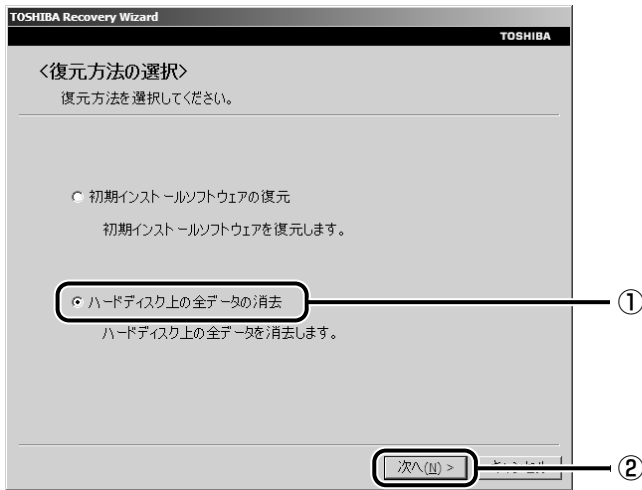 TOSHIBA Recovery Wizard
TOSHIBA
<復元方法の選択>
復元方法を選択してください。
初期インストールソフトウェアの復元
初期インストールソフトウェアを復元します。
ハードディスク上の全データの消去
①
ハードディスク上の全データを消去します。
次へ(N) >
②